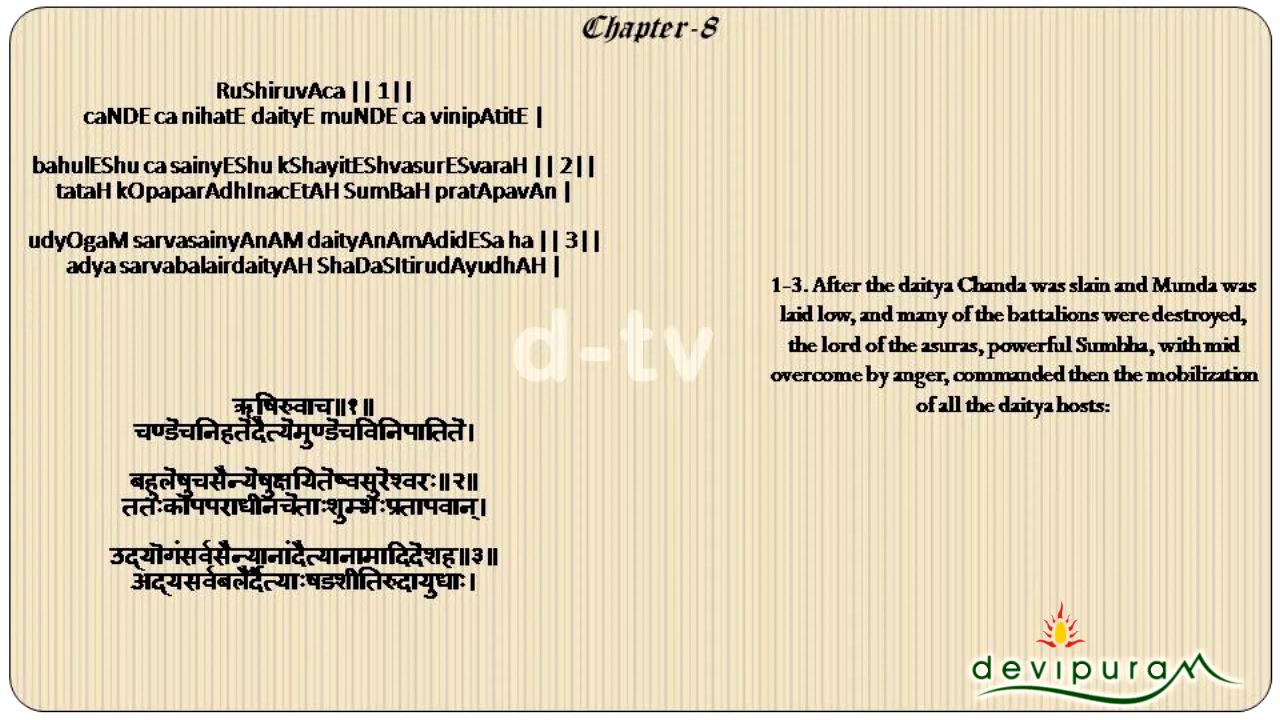 Chapter-8
RuShiruvAca || 1||
caNDE ca nihatE daityE muNDE ca vinipAtitE |
bahulEShu ca sainyEShu kShayitEShvasurESvaraH || 2||
tataH kOpaparAdhInacEtAH SumBaH pratApavAn |
udyOgaM sarvasainyAnAM daityAnAmAdidESa ha || 3||
adya sarvabalairdaityAH ShaDaSItirudAyudhAH |
ऋषिरुवाच॥१॥
चण्डॆचनिहतॆदैत्यॆमुण्डॆचविनिपातितॆ।
बहुलॆषुचसैन्यॆषुक्षयितॆष्वसुरॆश्वरः॥२॥
ततःकॊपपराधीनचॆताःशुम्भःप्रतापवान्।
उद्यॊगंसर्वसैन्यानांदैत्यानामादिदॆशह॥३॥
अद्यसर्वबलैर्दैत्याःषडशीतिरुदायुधाः।
1-3. After the daitya Chanda was slain and Munda was
laid low, and many of the battalions were destroyed,
the lord of the asuras, powerful Sumbha, with mid
overcome by anger, commanded then the mobilization
of all the daitya hosts:
d-tv
devipuram